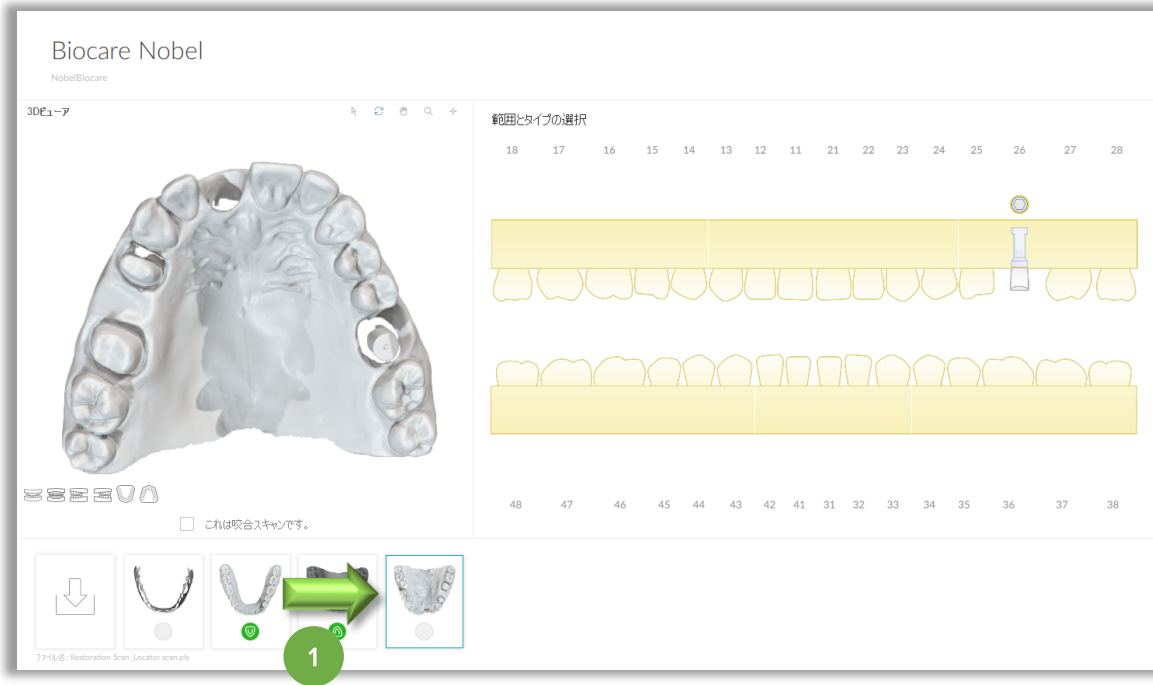 Biocare Nobel
NobelBiocare
3Dビューア
範囲とタイプの選択
18 17 16 15 14 13 12 11 21 22 23 24 25 26 27 28
48 47 46 45 44 43 42 41 31 32 33 34 35 36 37 38
これは咬合スキャンです。
ファイル名: Restoration Scan_Locator scan.ply
1